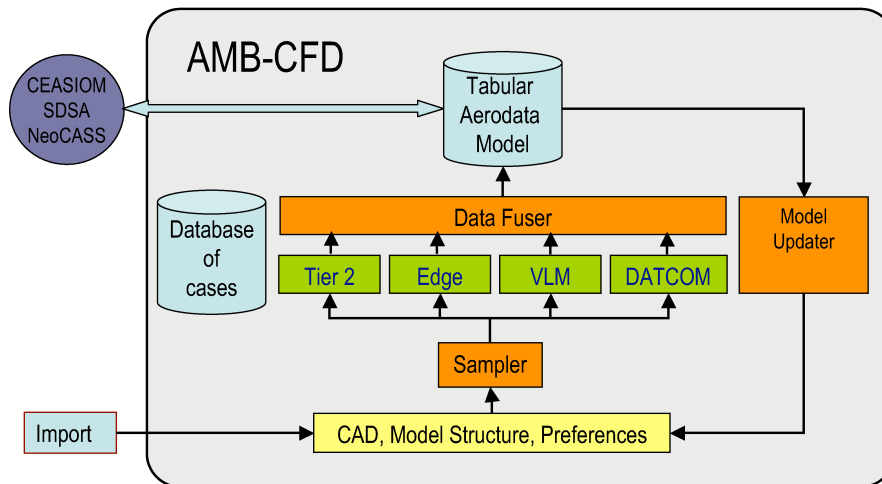 AMB-CFD
CEASIOM
SDSA
NeoCASS
Tabular
Aerodata
Model
Database
of
cases
Data Fuser
Model
Updater
Tier 2
Edge
VLM
DATCOM
Sampler
Import
CAD, Model Structure, Preferences